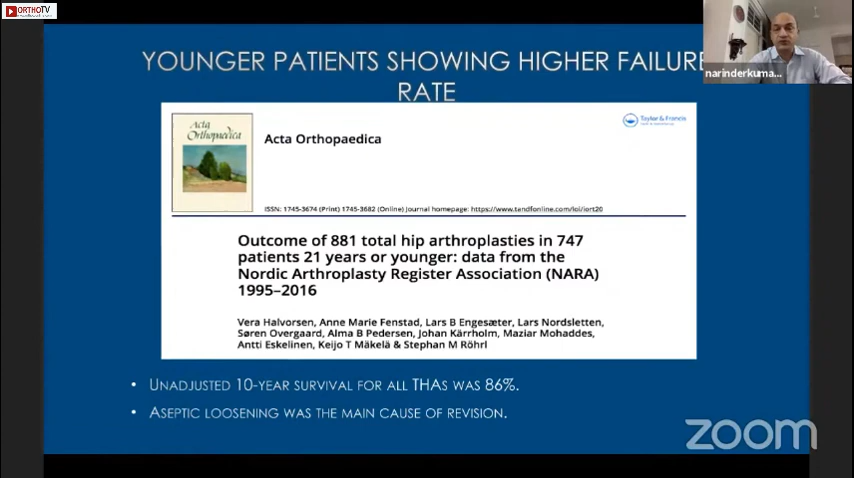 ORTHOTV
YOUNGER PATIENTS SHOWING HIGHER FAILURE
RATE
narinderkuma...
Acta
Orthopaedica
Acta Orthopaedica
Taylor & Francis
ISSN: 1745-3674 (Print) 1745-3682 (Online) Journal homepage: https://www.tandfonline.com/loi/iort20
Outcome of 881 total hip arthroplasties in 747
patients 21 years or younger: data from the
Nordic Arthroplasty Register Association (NARA)
1995–2016
Vera Halvorsen, Anne Marie Fenstad, Lars B Engesæter, Lars Nordsletten,
Søren Overgaard, Alma B Pedersen, Johan Kärrholm, Maziar Mohaddes,
Antti Eskelinen, Keijo T Mäkelä & Stephan M Röhrl
• UNADJUSTED 10-YEAR SURVIVAL FOR ALL THAS WAS 86%.
• ASEPTIC LOOSENING WAS THE MAIN CAUSE OF REVISION.
zoom